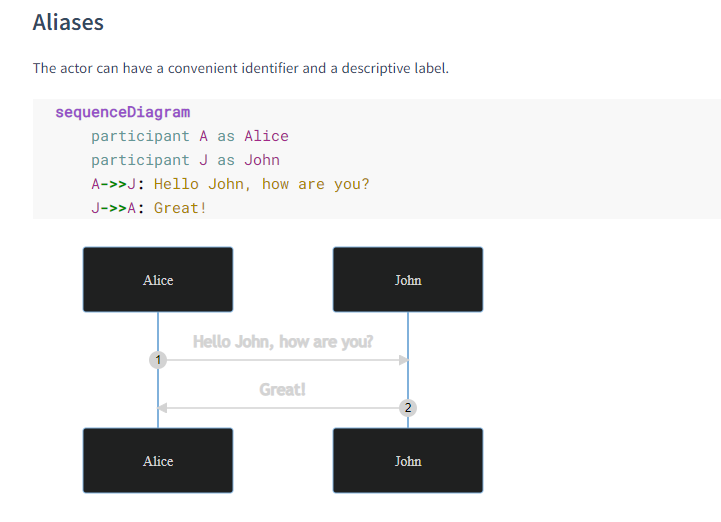 Aliases
The actor can have a convenient identifier and a descriptive label.
sequenceDiagram
participant A as Alice
participant J as John
A->>J: Hello John, how are you?
J->>A: Great!
Alice John
Hello John, how are you?
1
Great!
2
Alice John